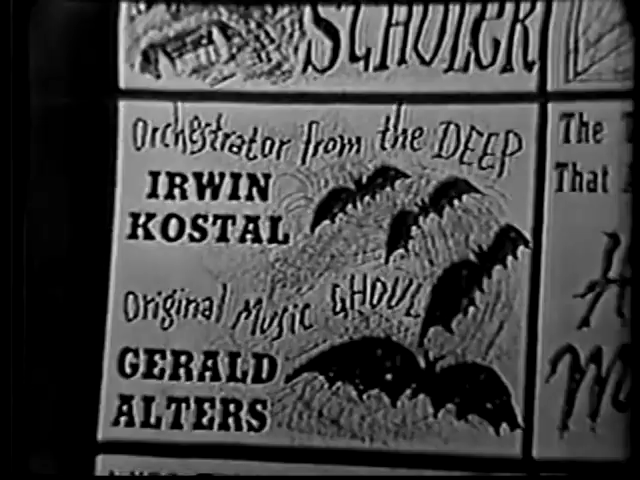 SCHOLER
Orchestrator from the DEEP
IRWIN
KOSTAL
Original Music GHOUL
GERALD
ALTERS
The
That